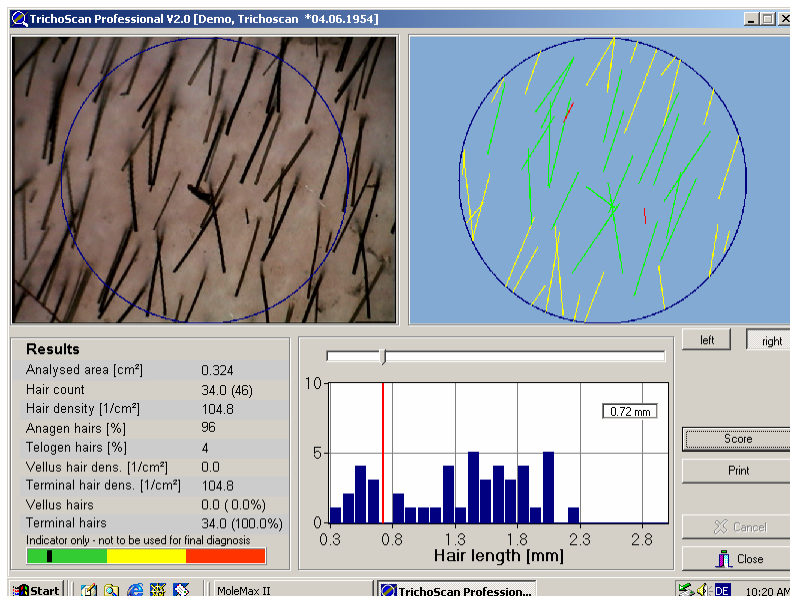 TrichoScan Professional V2.0 [Demo, Trichoscan *04.06.1954]
Results
Analysed area [cm²] 0.324
Hair count 34.0 (46)
Hair density [1/cm²] 104.8
Anagen hairs [%] 96
Telogen hairs [%] 4
Vellus hair dens. [1/cm²] 0.0
Terminal hair dens. [1/cm²] 104.8
Vellus hairs 0.0 ( 0.0%)
Terminal hairs 34.0 (100.0%)
Indicator only - not to be used for final diagnosis
10
5
0
0.72 mm
0.3 0.8 1.3 1.8 2.3 2.8
Hair length [mm]
left right
Score
Print
Cancel
Close
Start MoleMax II TrichoScan Profession... DE 10:20 AM